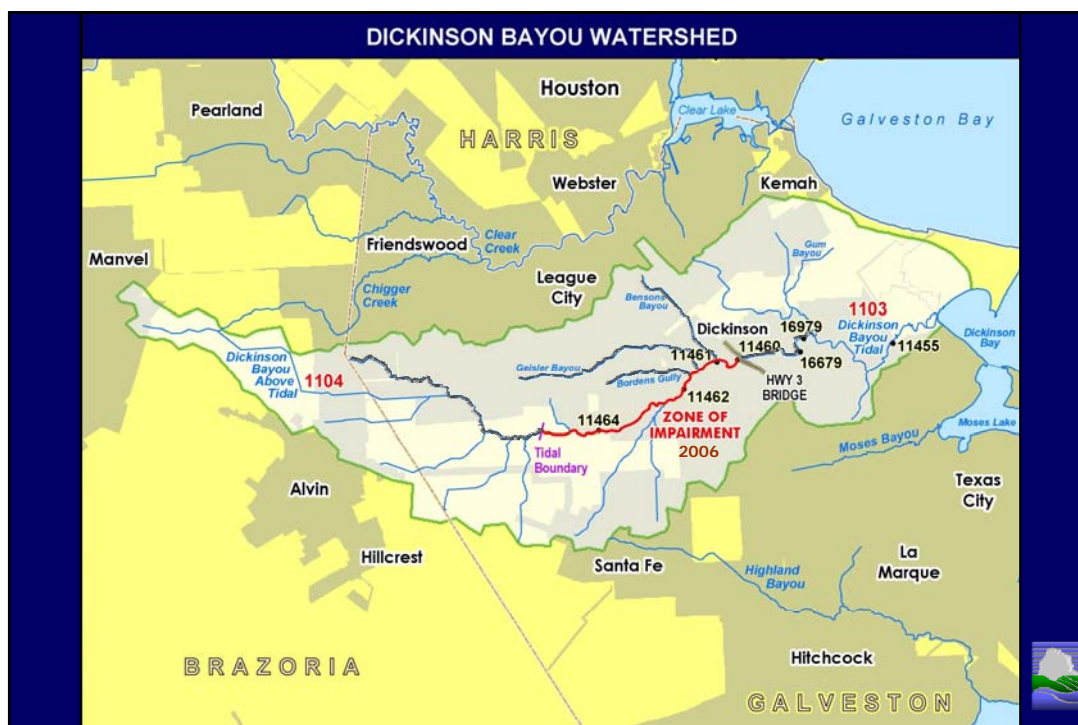 DICKINSON BAYOU WATERSHED
Houston
Pearland
Clear Lake
Galveston Bay
HARRIS
Webster
Kemah
Clear
Creek
Friendswood
Gum
Bayou
Manvel
League
City
Chigger
Creek
Bensons
Bayou
1103
Dickinson
16979
Dickinson
Bayou
Tidal
Dickinson
Bay
11460
11455
11461
16679
Dickinson
Bayou
Above
Tidal
1104
Geisler Bayou
Bordens Gully
HWY 3
BRIDGE
11462
11464
ZONE OF
IMPAIRMENT
2006
Moses Lake
Moses Bayou
Tidal
Boundary
Texas
City
Alvin
Hillcrest
Santa Fe
La
Marque
Highland
Bayou
BRAZORIA
Hitchcock
GALVESTON